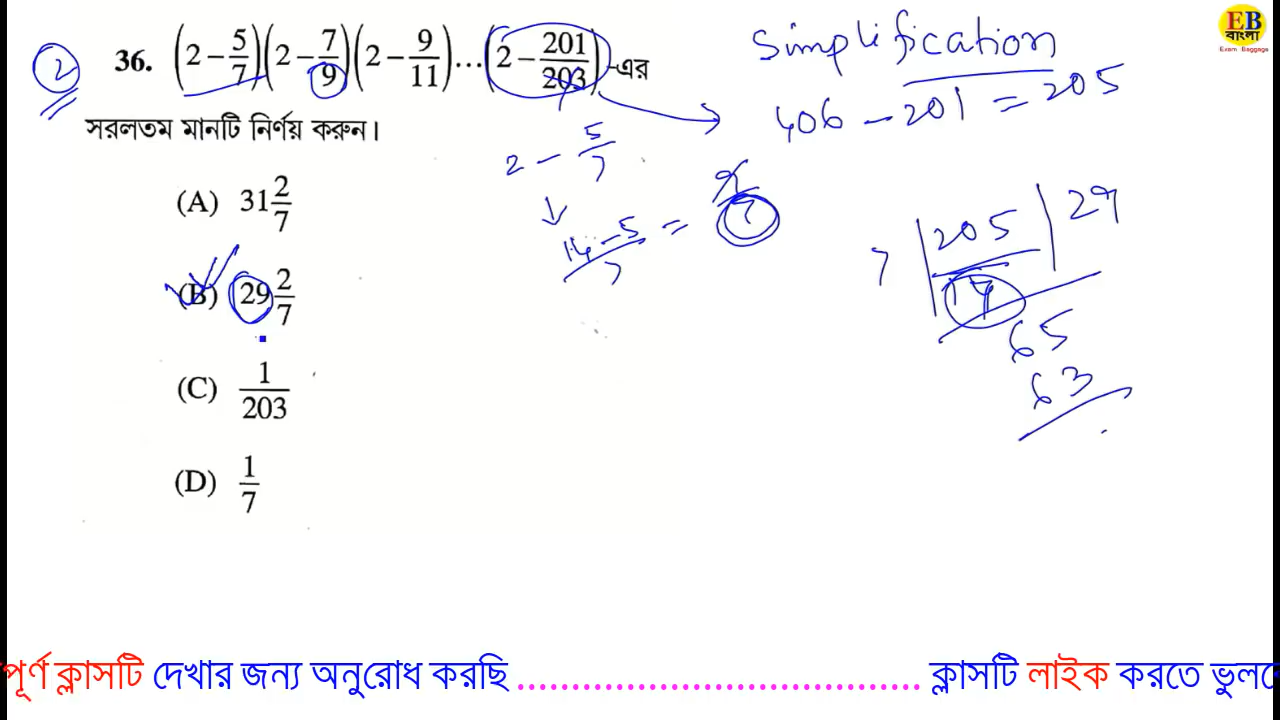 EB
বাংলা
Exam Baggage
2
36. (2 − 5/7)(2 − 7/9)(2 − 9/11)...(2 − 201/203)-এর
সরলতম মানটি নির্ণয় করুন।
(A) 31 2/7
(B) 29 2/7
(C) 1/203
(D) 1/7
Simplification
406 − 201 = 205
2 − 5/7
14 − 5/7 = 9/7
7 | 205 | 29
14
65
63
পূর্ণ ক্লাসটি দেখার জন্য অনুরোধ করছি .................................... ক্লাসটি লাইক করতে ভুল